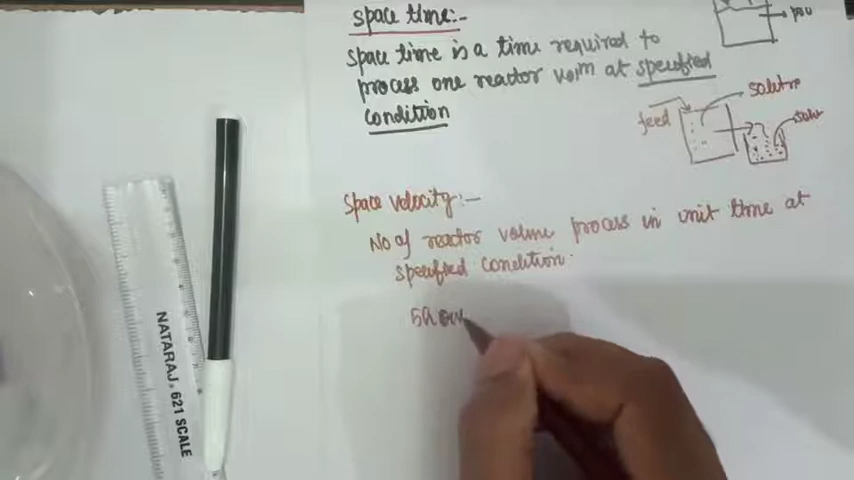 space time:-
space time is a time required to
process one reactor volm at specified
condition
feed
Space velocity:-
No of reactor volume process in unit time at
specified condition.
NATARAJ 621 SCALE